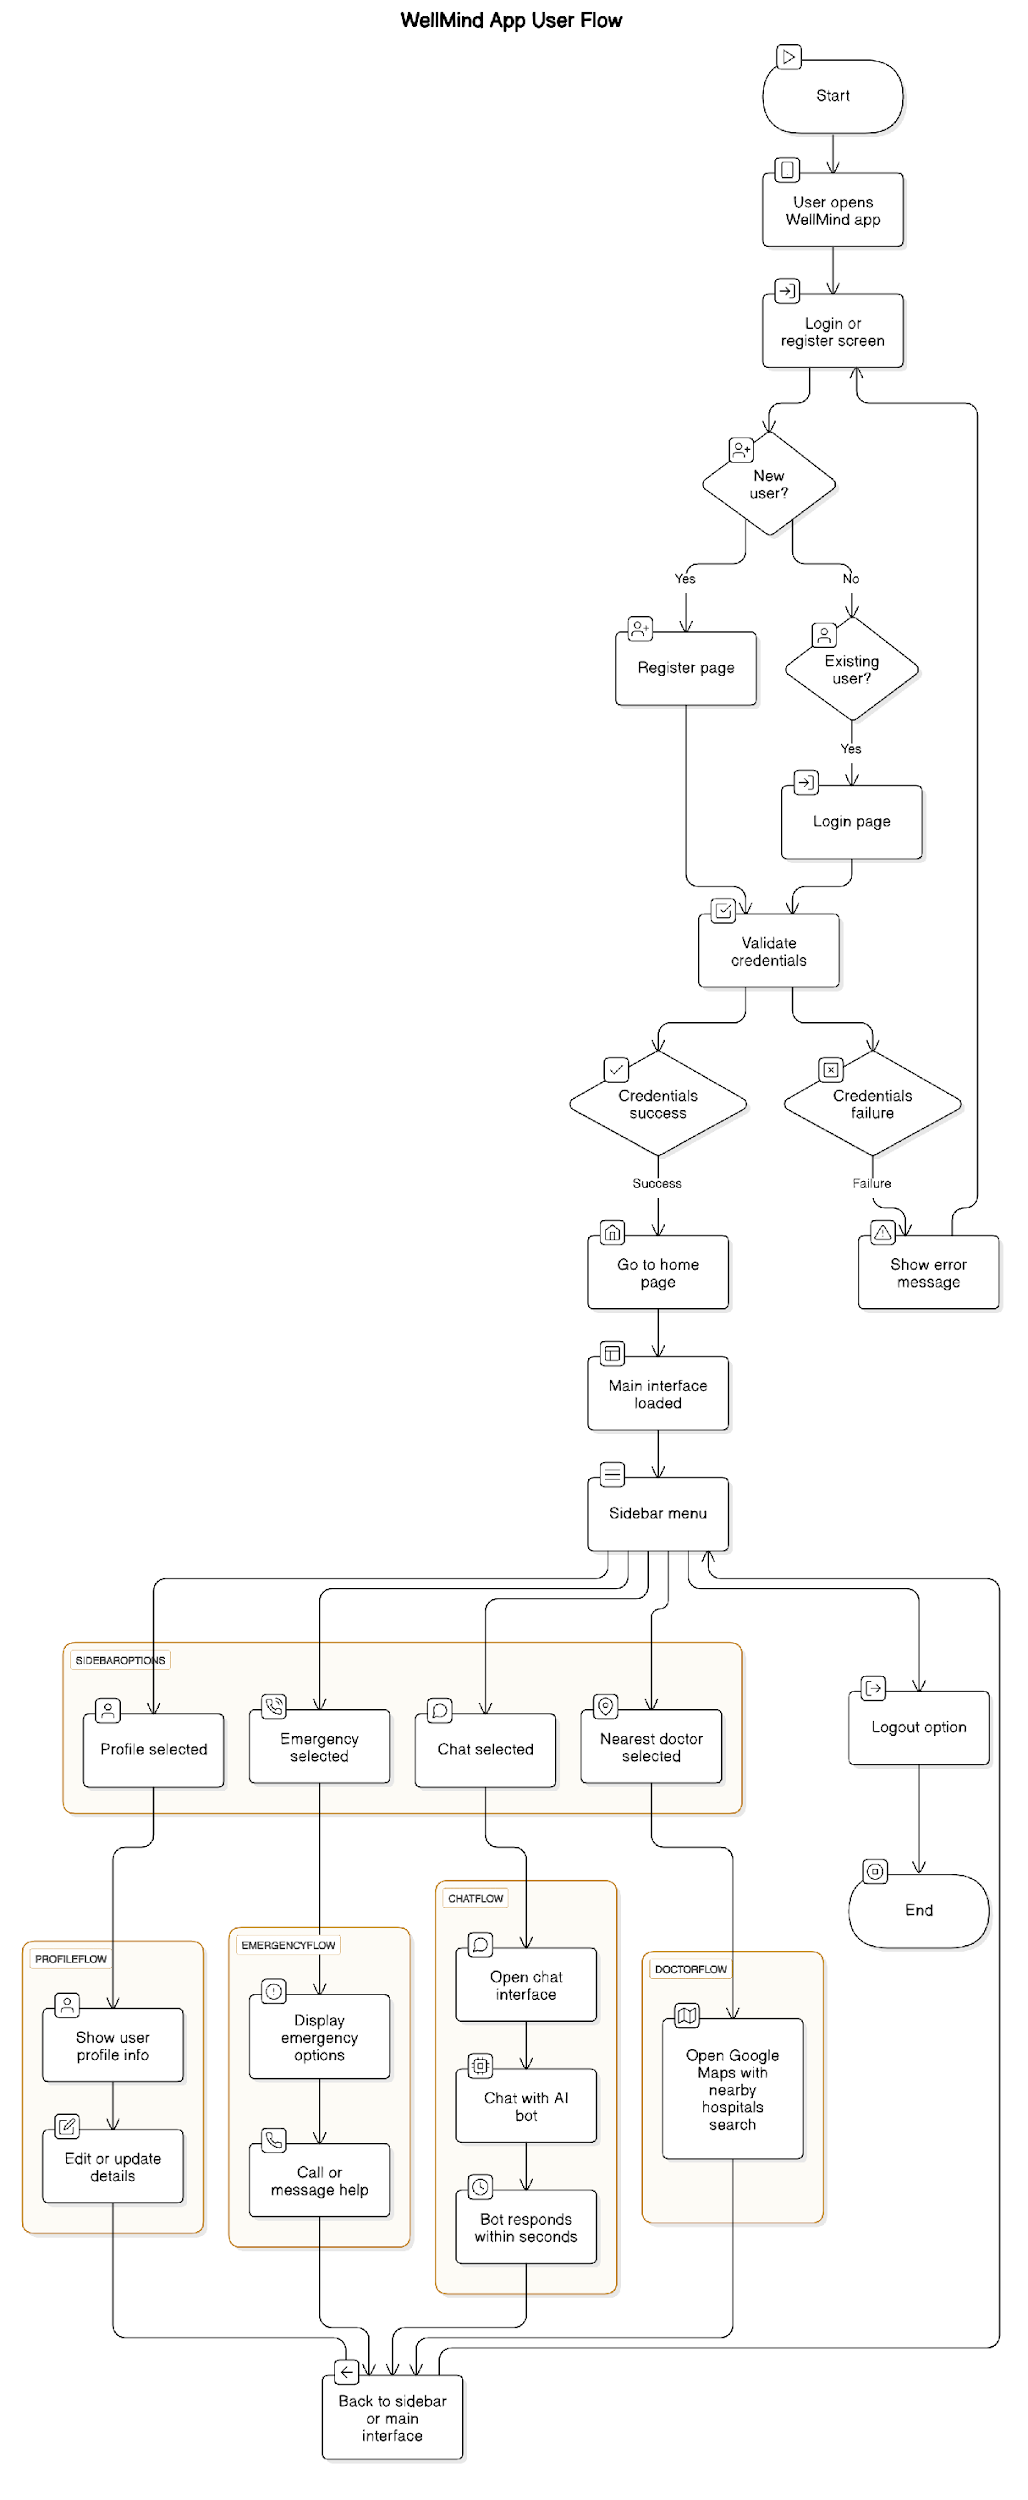 WellMind App User Flow
Start
User opens
WellMind app
Login or
register screen
New
user?
Yes
No
Register page
Existing
user?
Yes
Login page
Validate
credentials
Credentials
success
Credentials
failure
Success
Failure
Go to home
page
Show error
message
Main interface
loaded
Sidebar menu
SIDEBAROPTIONS
Profile selected
Emergency
selected
Chat selected
Nearest doctor
selected
Logout option
End
PROFILEFLOW
Show user
profile info
Edit or update
details
EMERGENCYFLOW
Display
emergency
options
Call or
message help
CHATFLOW
Open chat
interface
Chat with AI
bot
Bot responds
within seconds
DOCTORFLOW
Open Google
Maps with
nearby
hospitals
search
Back to sidebar
or main
interface